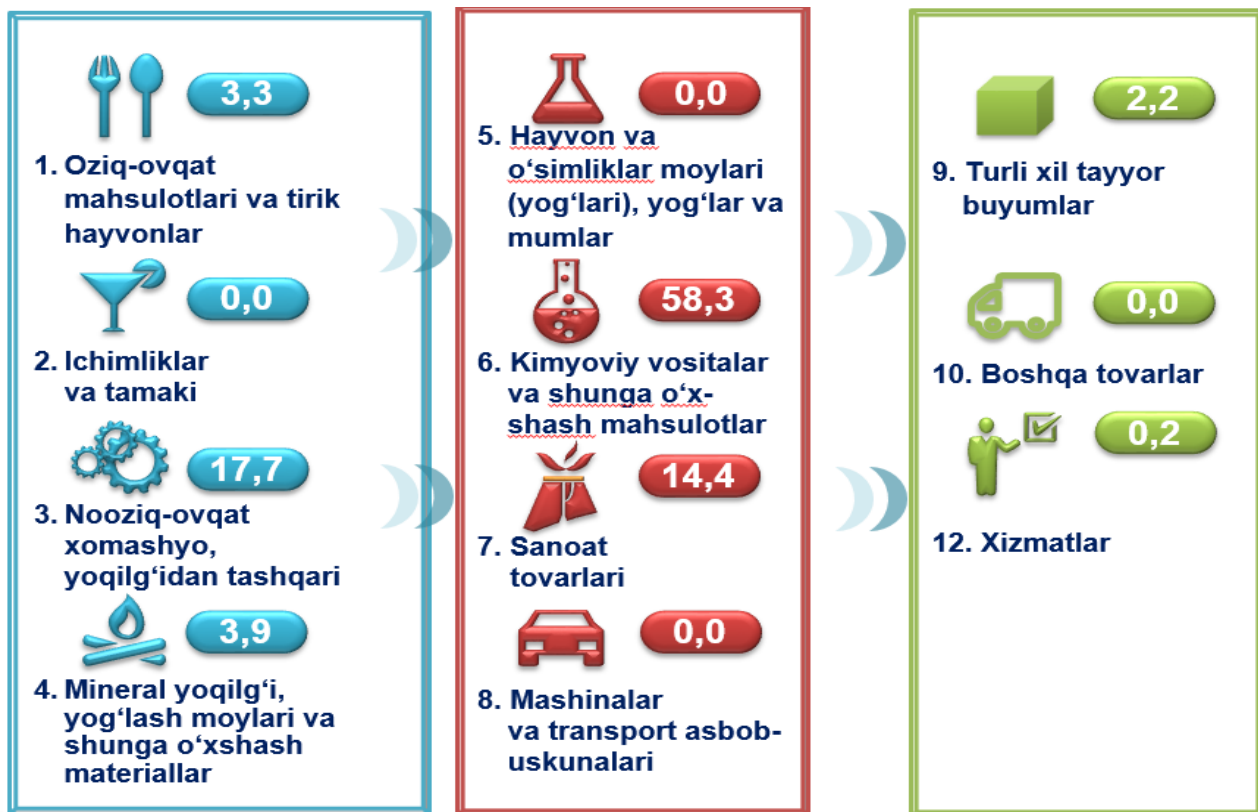 3,3
1. Oziq-ovqat
mahsulotlari va tirik
hayvonlar
0,0
2. Ichimliklar
va tamaki
17,7
3. Nooziq-ovqat
xomashyo,
yoqilg‘idan tashqari
3,9
4. Mineral yoqilg‘i,
yog‘lash moylari va
shunga o‘xshash
materiallar
0,0
5. Hayvon va
o‘simliklar moylari
(yog‘lari), yog‘lar va
mumlar
58,3
6. Kimyoviy vositalar
va shunga o‘x-
shash mahsulotlar
14,4
7. Sanoat
tovarlari
0,0
8. Mashinalar
va transport asbob-
uskunalari
2,2
9. Turli xil tayyor
buyumlar
0,0
10. Boshqa tovarlar
0,2
12. Xizmatlar